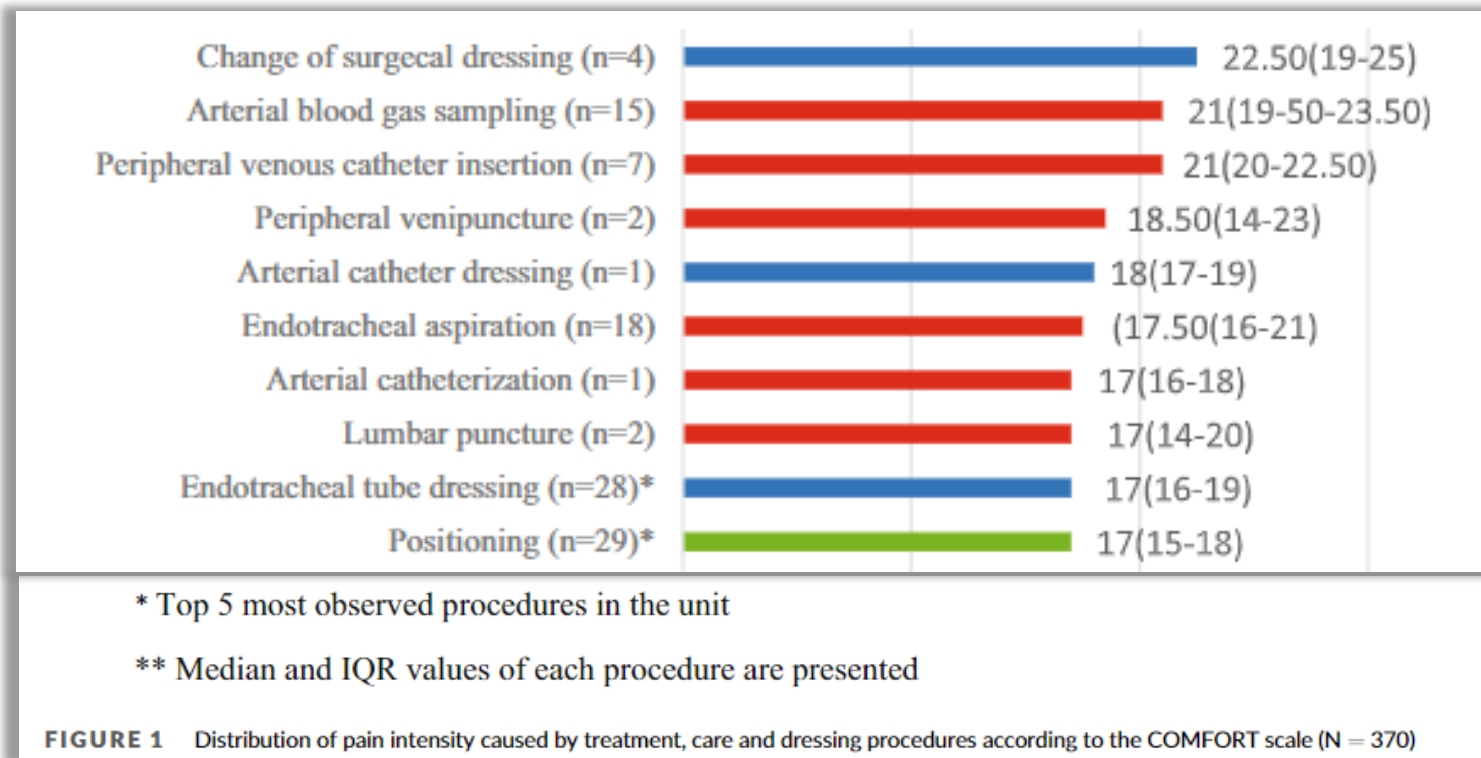 Change of surgecal dressing (n=4) 22.50(19-25)
Arterial blood gas sampling (n=15) 21(19-50-23.50)
Peripheral venous catheter insertion (n=7) 21(20-22.50)
Peripheral venipuncture (n=2) 18.50(14-23)
Arterial catheter dressing (n=1) 18(17-19)
Endotracheal aspiration (n=18) (17.50(16-21)
Arterial catheterization (n=1) 17(16-18)
Lumbar puncture (n=2) 17(14-20)
Endotracheal tube dressing (n=28)* 17(16-19)
Positioning (n=29)* 17(15-18)
* Top 5 most observed procedures in the unit
** Median and IQR values of each procedure are presented
FIGURE 1 Distribution of pain intensity caused by treatment, care and dressing procedures according to the COMFORT scale (N = 370)